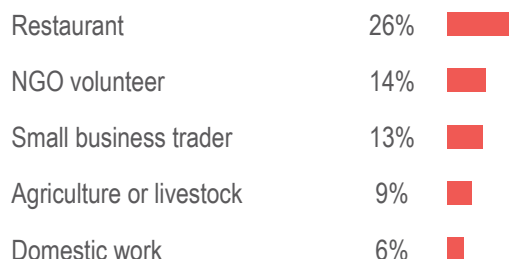 Restaurant 26%
NGO volunteer 14%
Small business trader 13%
Agriculture or livestock 9%
Domestic work 6%